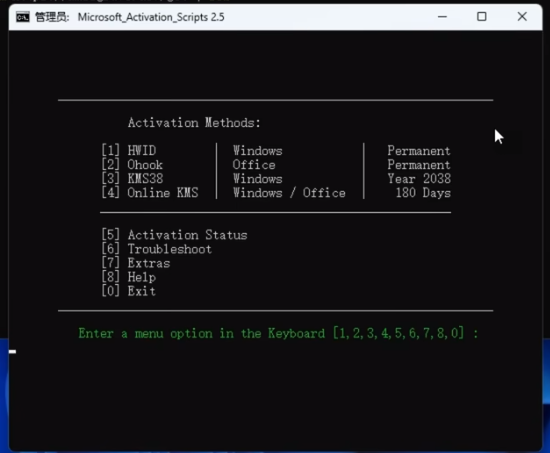 管理员: Microsoft_Activation_Scripts 2.5
Activation Methods:
[1] HWID | Windows | Permanent
[2] Ohook | Office | Permanent
[3] KMS38 | Windows | Year 2038
[4] Online KMS | Windows / Office | 180 Days
[5] Activation Status
[6] Troubleshoot
[7] Extras
[8] Help
[0] Exit
Enter a menu option in the Keyboard [1,2,3,4,5,6,7,8,0] :